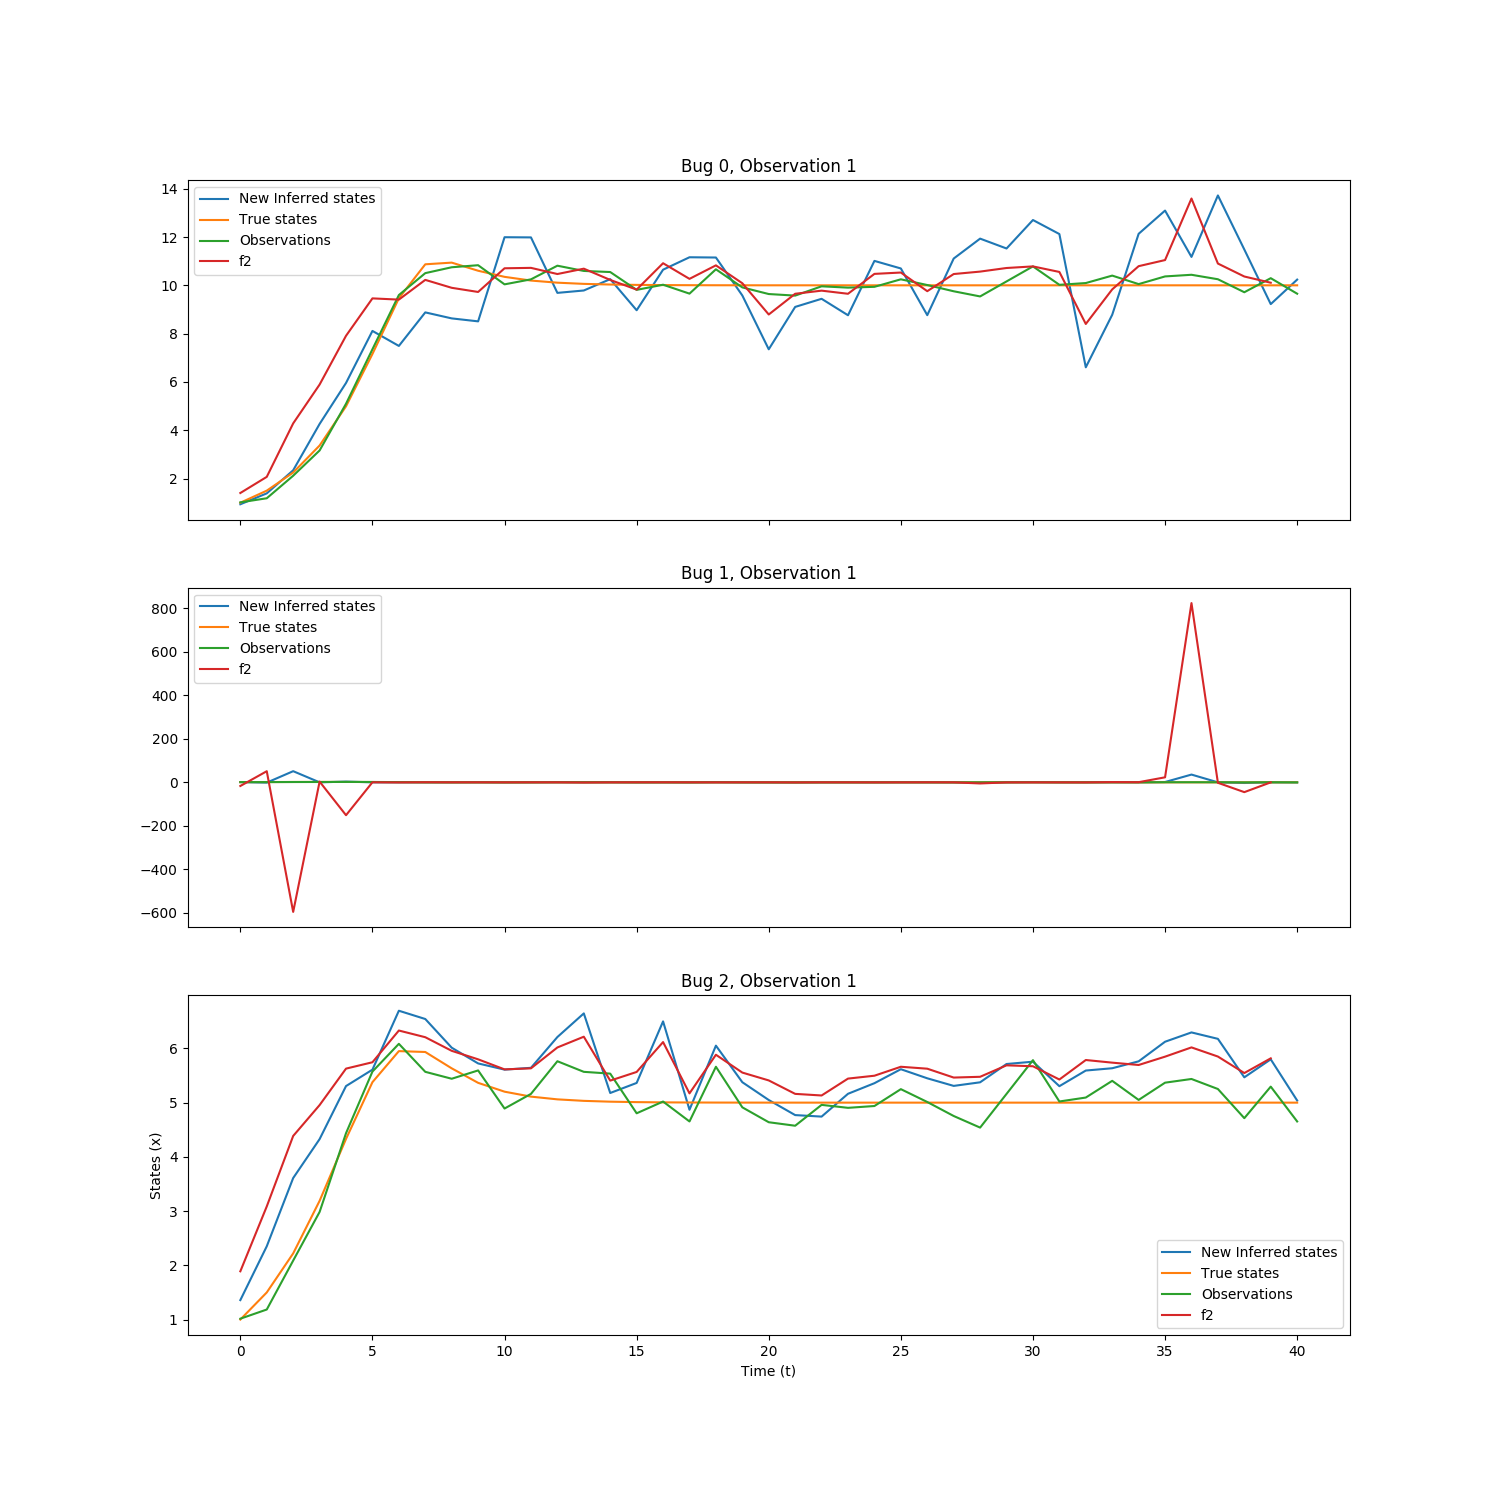 Bug 0, Observation 1
14
12
10
8
6
4
2
New Inferred states
True states
Observations
f2
Bug 1, Observation 1
800
600
400
200
0
−200
−400
−600
New Inferred states
True states
Observations
f2
Bug 2, Observation 1
6
5
4
3
2
1
States (x)
New Inferred states
True states
Observations
f2
0 5 10 15 20 25 30 35 40
Time (t)